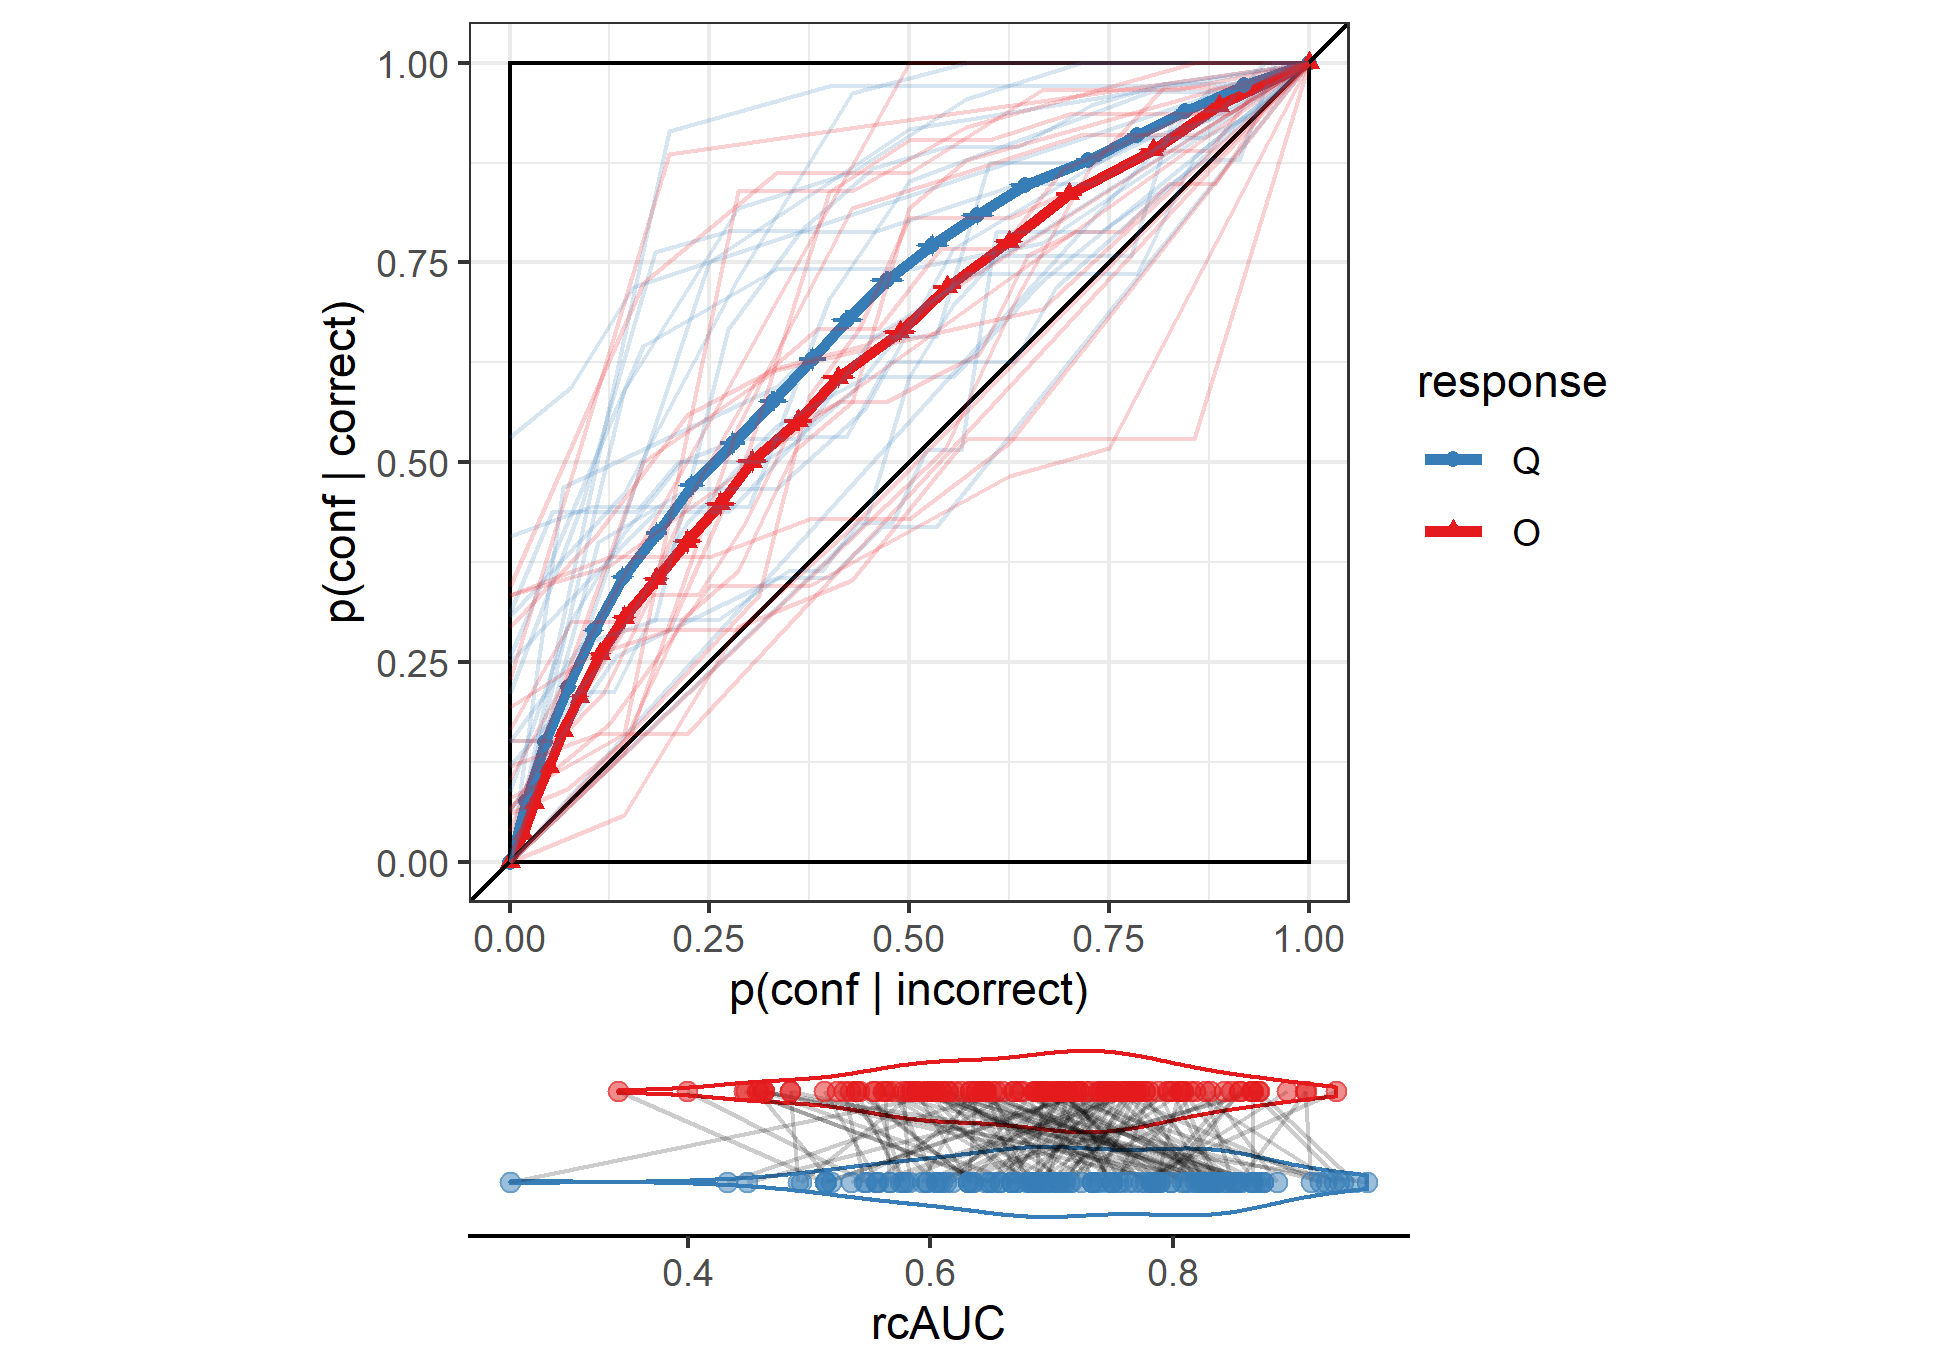 1.00
0.75
0.50
0.25
0.00
p(conf | correct)
0.00 0.25 0.50 0.75 1.00
p(conf | incorrect)
response
Q
O
0.4 0.6 0.8
rcAUC